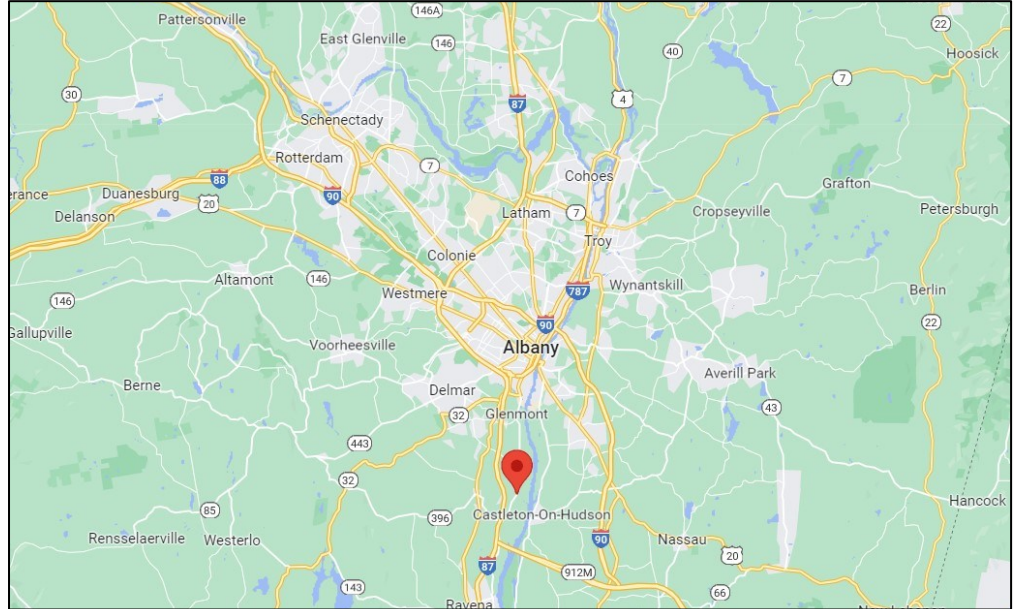 146A
Pattersonville
22
East Glenville
146
40
Hoosick
7
30
87
4
Schenectady
Rotterdam
7
Cohoes
88
90
Grafton
erance
Duanesburg
20
Latham
7
Cropseyville
Petersburgh
Delanson
Troy
Colonie
Altamont
146
787
Wynantskill
Westmere
Berlin
146
90
22
Gallupville
Voorheesville
Albany
Averill Park
Berne
Delmar
43
32
Glenmont
443
32
Hancock
85
396
Castleton-On-Hudson
Rensselaerville
Westerlo
90
Nassau
20
87
912M
143
66
Ravena